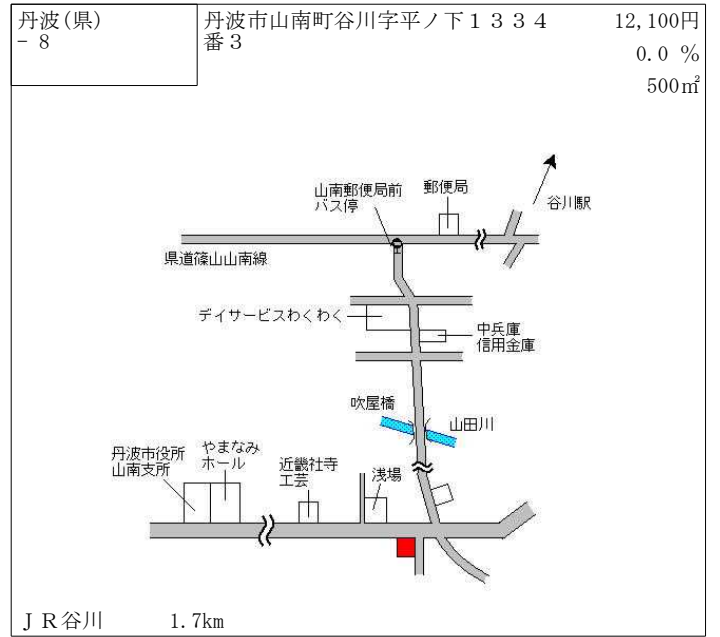 丹波(県)
- 8
丹波市山南町谷川字平ノ下1334
番3
12,100円
0.0 %
500㎡
山南郵便局前
バス停
郵便局
谷川駅
県道篠山山南線
デイサービスわくわく
中兵庫
信用金庫
吹屋橋
山田川
丹波市役所
山南支所
やまなみ
ホール
近畿社寺
工芸
浅場
JR谷川 1.7km